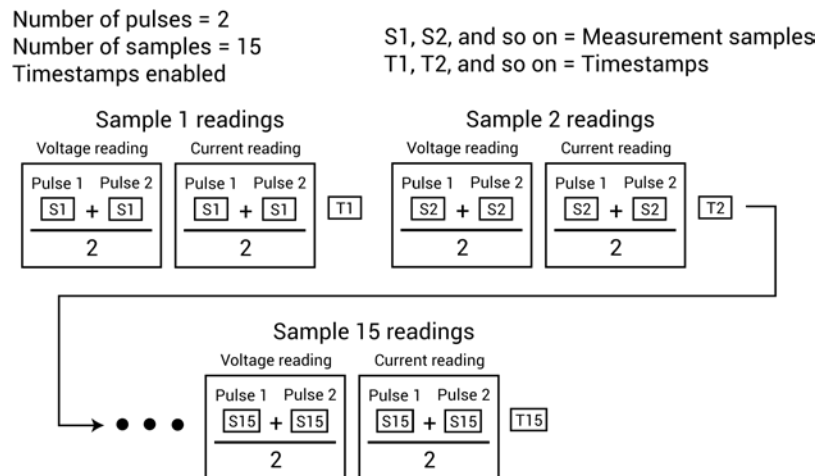 Number of pulses = 2
Number of samples = 15
Timestamps enabled
S1, S2, and so on = Measurement samples
T1, T2, and so on = Timestamps
Sample 1 readings
Voltage reading
Current reading
Pulse 1 Pulse 2
S1 + S1
2
Pulse 1 Pulse 2
S1 + S1
2
T1
Sample 2 readings
Voltage reading
Current reading
Pulse 1 Pulse 2
S2 + S2
2
Pulse 1 Pulse 2
S2 + S2
2
T2
Sample 15 readings
Voltage reading
Current reading
Pulse 1 Pulse 2
S15 + S15
2
Pulse 1 Pulse 2
S15 + S15
2
T15